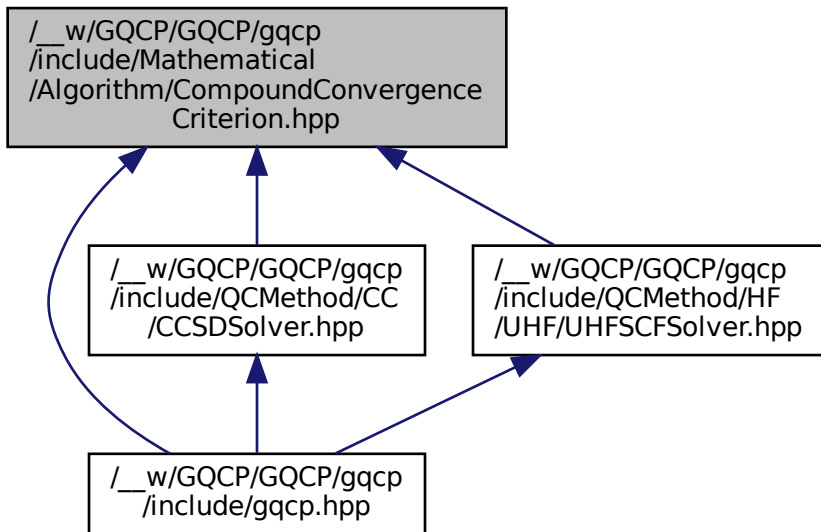 /__w/GQCP/GQCP/gqcp
/include/Mathematical
/Algorithm/CompoundConvergence
Criterion.hpp
/__w/GQCP/GQCP/gqcp
/include/QCMethod/CC
/CCSDSolver.hpp
/__w/GQCP/GQCP/gqcp
/include/QCMethod/HF
/UHF/UHFSCFSolver.hpp
/__w/GQCP/GQCP/gqcp
/include/gqcp.hpp